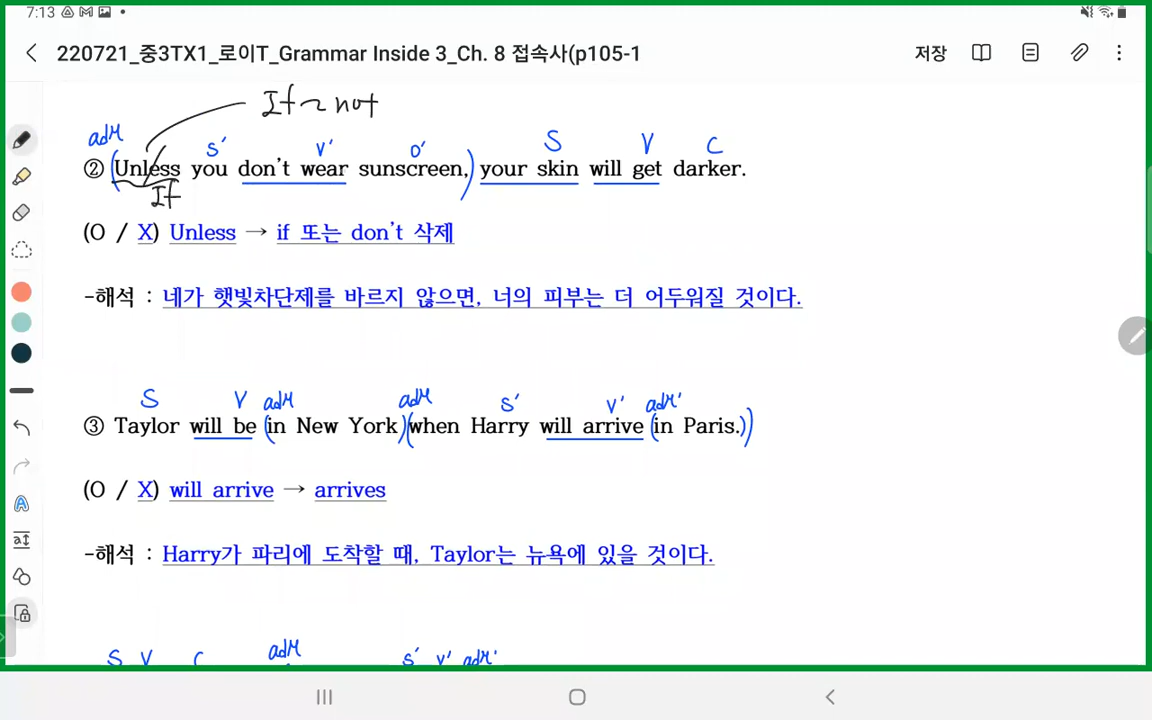 7:13
220721_중3TX1_로이T_Grammar Inside 3_Ch. 8 접속사(p105-1
저장
If ~ not
adv S' V' O' S V C
② (Unless you don't wear sunscreen,) your skin will get darker.
If
(O / X) Unless → if 또는 don't 삭제
-해석 : 네가 햇빛차단제를 바르지 않으면, 너의 피부는 더 어두워질 것이다.
S V adv adv S' V' adv'
③ Taylor will be (in New York)(when Harry will arrive (in Paris.))
(O / X) will arrive → arrives
-해석 : Harry가 파리에 도착할 때, Taylor는 뉴욕에 있을 것이다.
S V C adv S' V' adv'